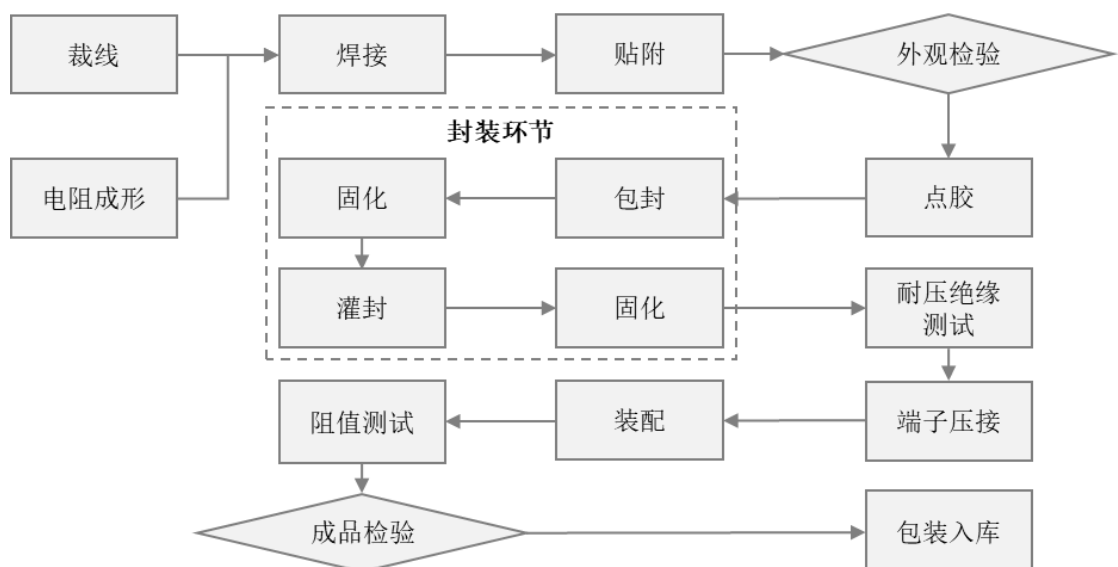 裁线
焊接
贴附
外观检验
封装环节
电阻成形
固化
包封
点胶
灌封
固化
耐压绝缘
测试
阻值测试
装配
端子压接
成品检验
包装入库